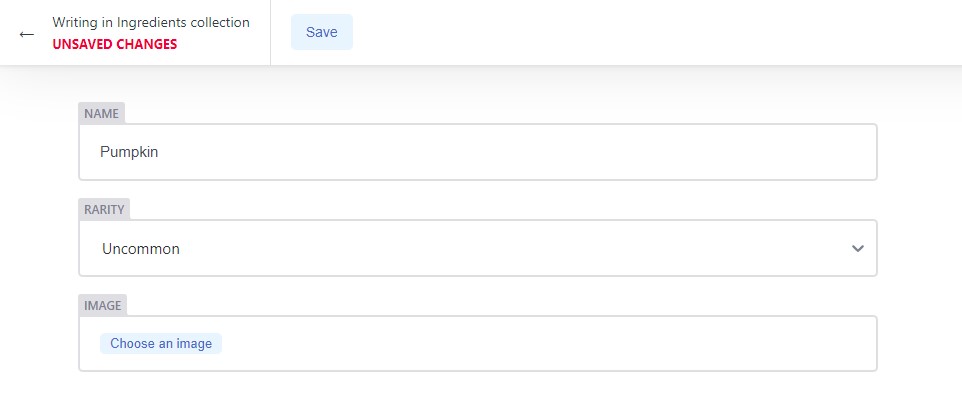 Writing in Ingredients collection
UNSAVED CHANGES
Save
NAME
Pumpkin
RARITY
Uncommon
IMAGE
Choose an image